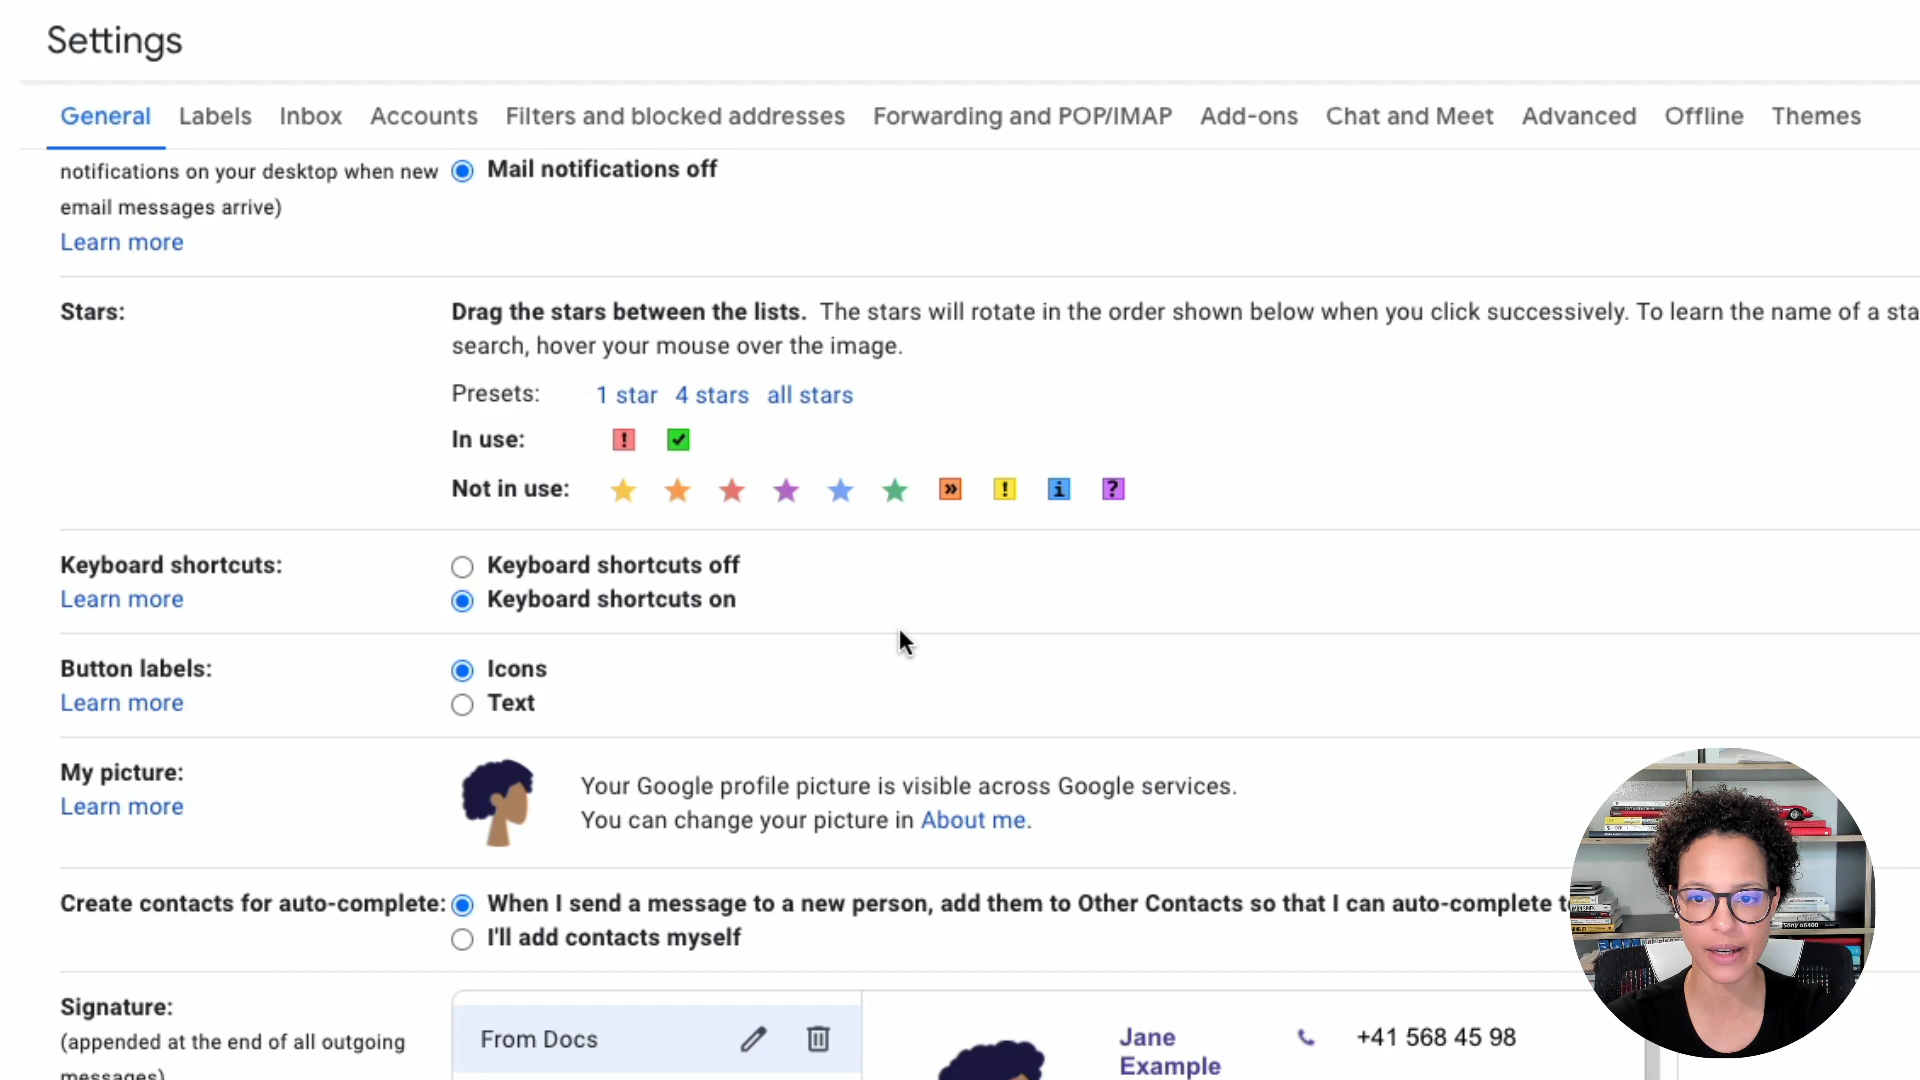 Settings
General Labels Inbox Accounts Filters and blocked addresses Forwarding and POP/IMAP Add-ons Chat and Meet Advanced Offline Themes
notifications on your desktop when new
email messages arrive)
Learn more
Mail notifications off
Stars:
Drag the stars between the lists. The stars will rotate in the order shown below when you click successively. To learn the name of a sta
search, hover your mouse over the image.
Presets: 1 star 4 stars all stars
In use: ! ✓
Not in use: » ! i ?
Keyboard shortcuts:
Learn more
Keyboard shortcuts off
Keyboard shortcuts on
Button labels:
Learn more
Icons
Text
My picture:
Learn more
Your Google profile picture is visible across Google services.
You can change your picture in About me.
Create contacts for auto-complete:
When I send a message to a new person, add them to Other Contacts so that I can auto-complete t
I'll add contacts myself
Signature:
(appended at the end of all outgoing
messages)
From Docs
Jane
Example
+41 568 45 98
Sony a6400